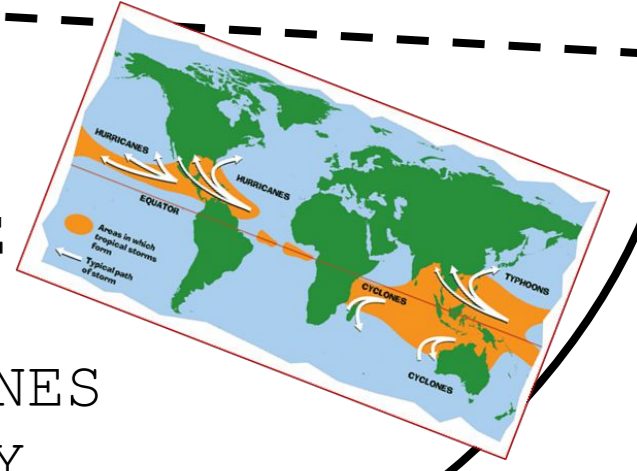 HURRICANES
HURRICANES
EQUATOR
Areas in which
tropical storms
form
Typical path
of storm
CYCLONES
TYPHOONS
CYCLONES
NES
Y